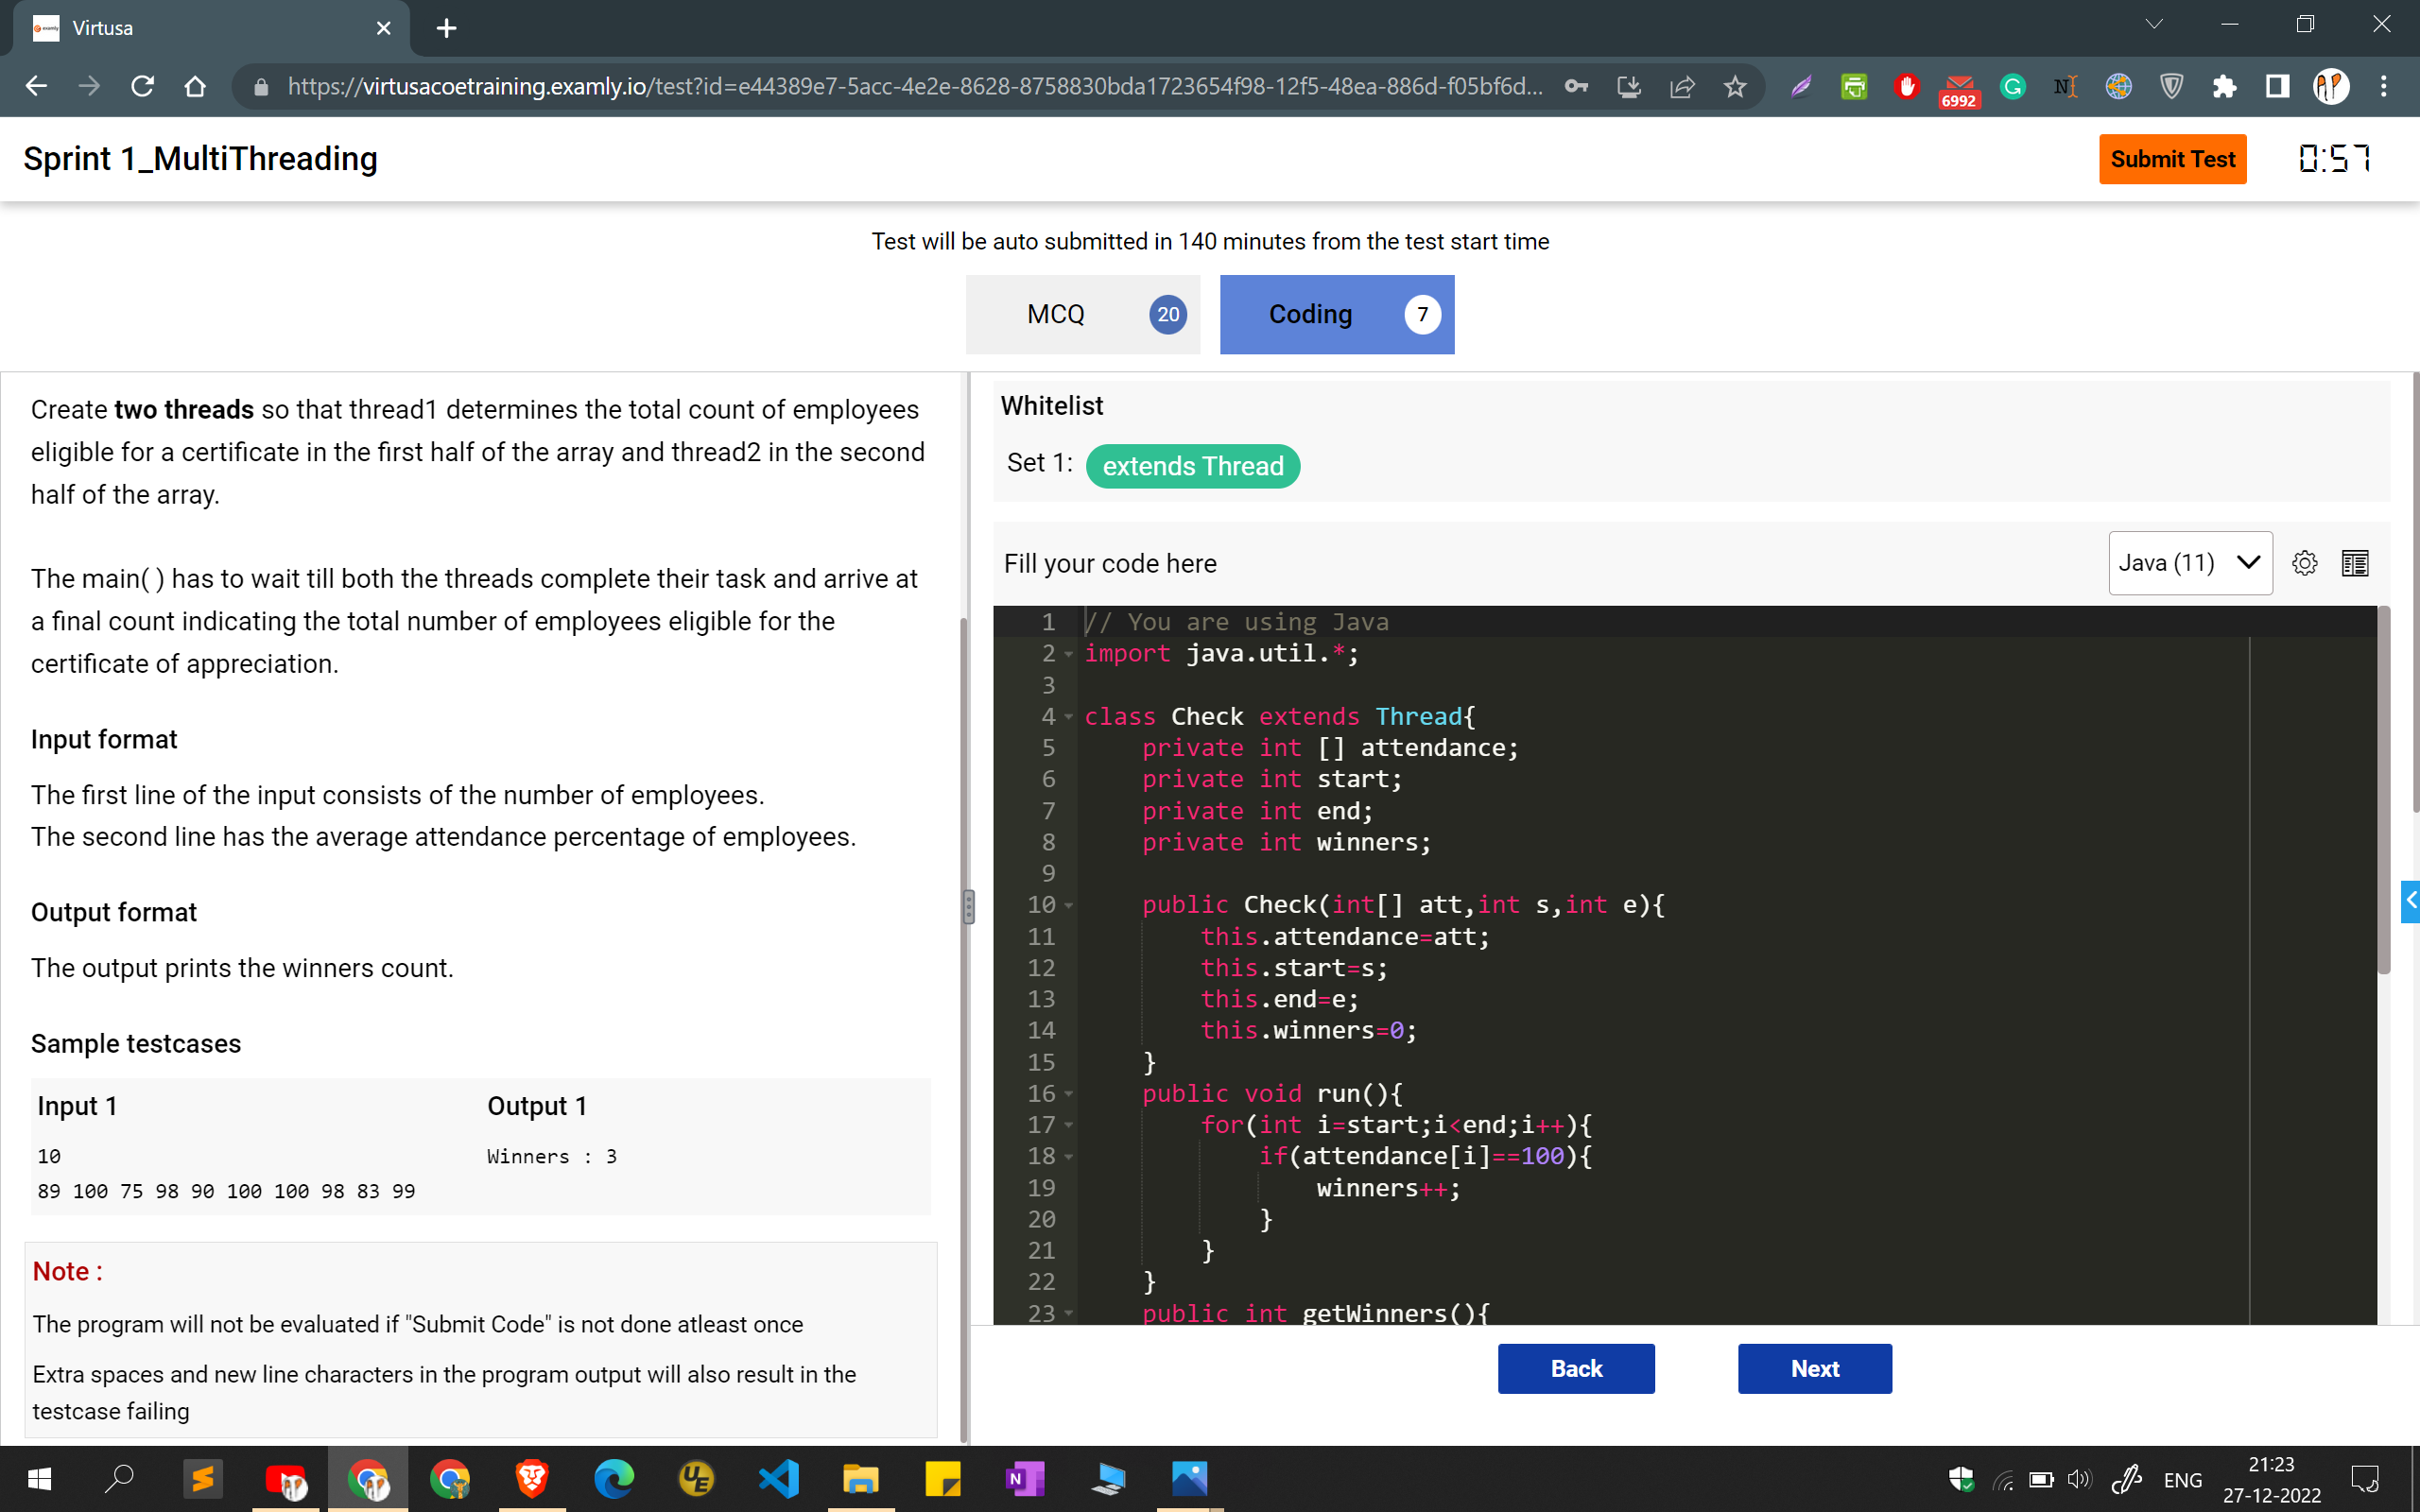 Virtusa
https://virtusacoetraining.examly.io/test?id=e44389e7-5acc-4e2e-8628-8758830bda1723654f98-12f5-48ea-886d-f05bf6d...
6992
Sprint 1_MultiThreading
Submit Test
0:57
Test will be auto submitted in 140 minutes from the test start time
MCQ 20
Coding 7
Create two threads so that thread1 determines the total count of employees
eligible for a certificate in the first half of the array and thread2 in the second
half of the array.
The main( ) has to wait till both the threads complete their task and arrive at
a final count indicating the total number of employees eligible for the
certificate of appreciation.
Input format
The first line of the input consists of the number of employees.
The second line has the average attendance percentage of employees.
Output format
The output prints the winners count.
Sample testcases
Input 1 Output 1
10 Winners : 3
89 100 75 98 90 100 100 98 83 99
Note :
The program will not be evaluated if "Submit Code" is not done atleast once
Extra spaces and new line characters in the program output will also result in the
testcase failing
Whitelist
Set 1: extends Thread
Fill your code here
Java (11)
1 // You are using Java
2 import java.util.*;
3
4 class Check extends Thread{
5 private int [] attendance;
6 private int start;
7 private int end;
8 private int winners;
9
10 public Check(int[] att,int s,int e){
11 this.attendance=att;
12 this.start=s;
13 this.end=e;
14 this.winners=0;
15 }
16 public void run(){
17 for(int i=start;i<end;i++){
18 if(attendance[i]==100){
19 winners++;
20 }
21 }
22 }
23 public int getWinners(){
Back
Next
ENG
21:23
27-12-2022